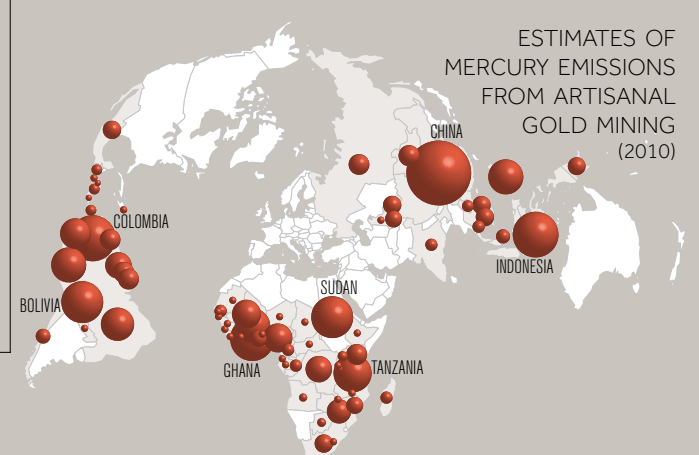 ESTIMATES OF
MERCURY EMISSIONS
FROM ARTISANAL
GOLD MINING
(2010)
CHINA
COLOMBIA
INDONESIA
SUDAN
BOLIVIA
GHANA
TANZANIA